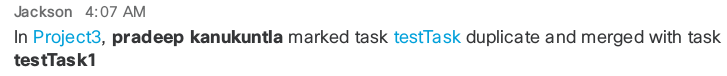 Jackson 4:07 AM
In Project3, pradeep kanukuntla marked task testTask duplicate and merged with task
testTask1